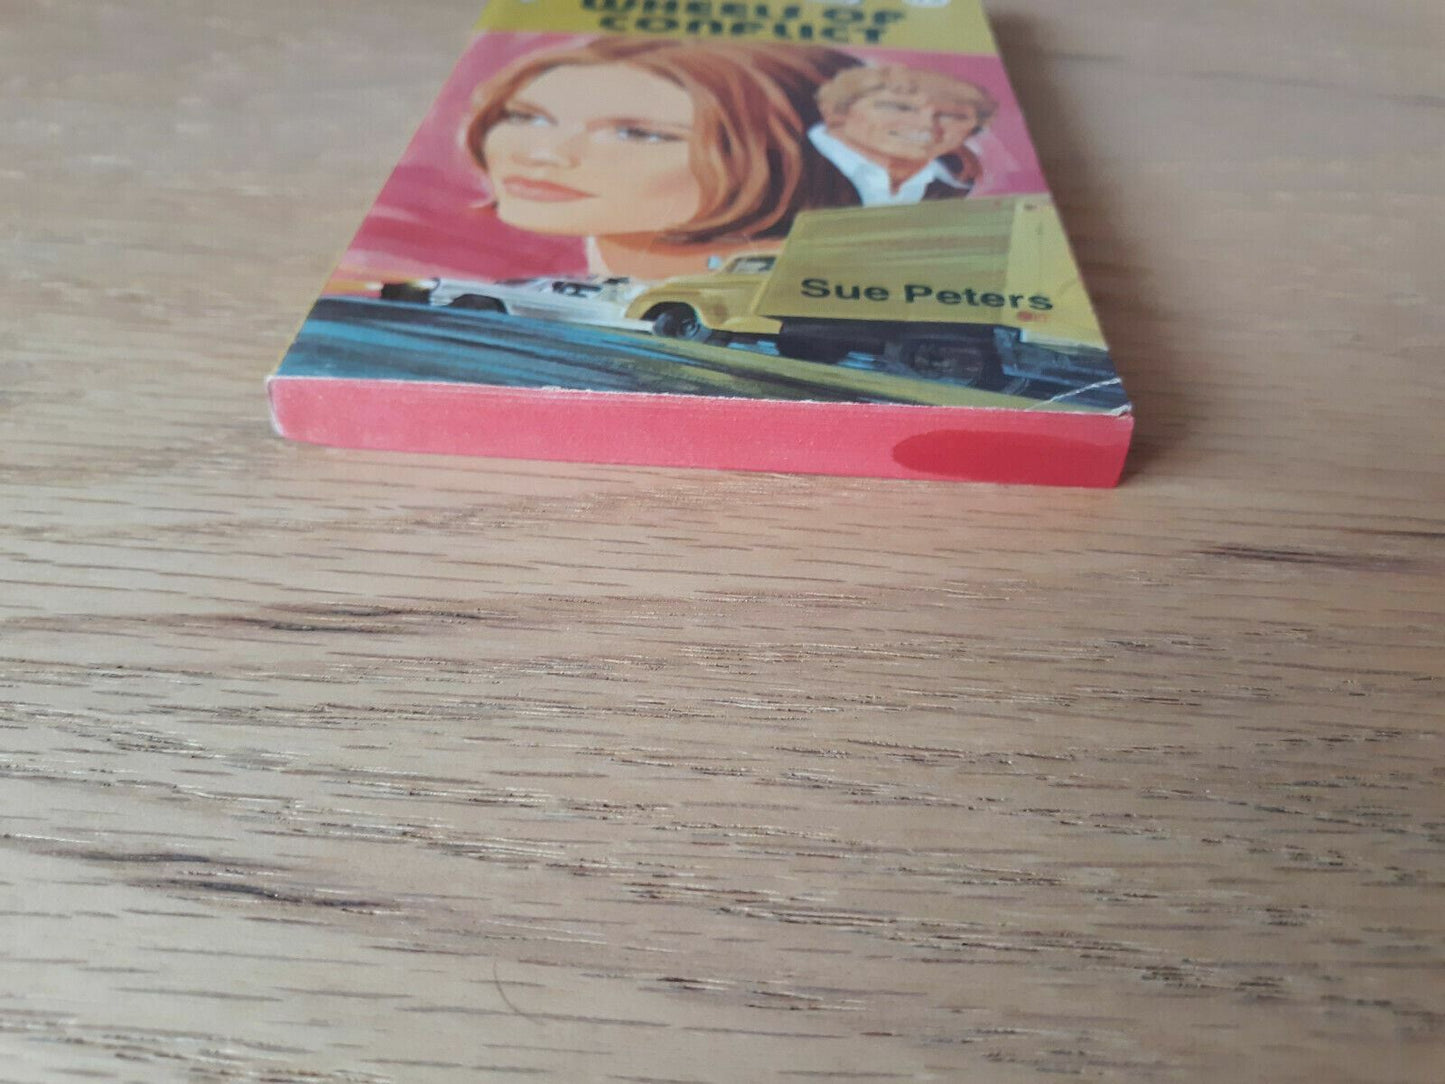 WHEELS OF
CONFLICT
Sue Peters